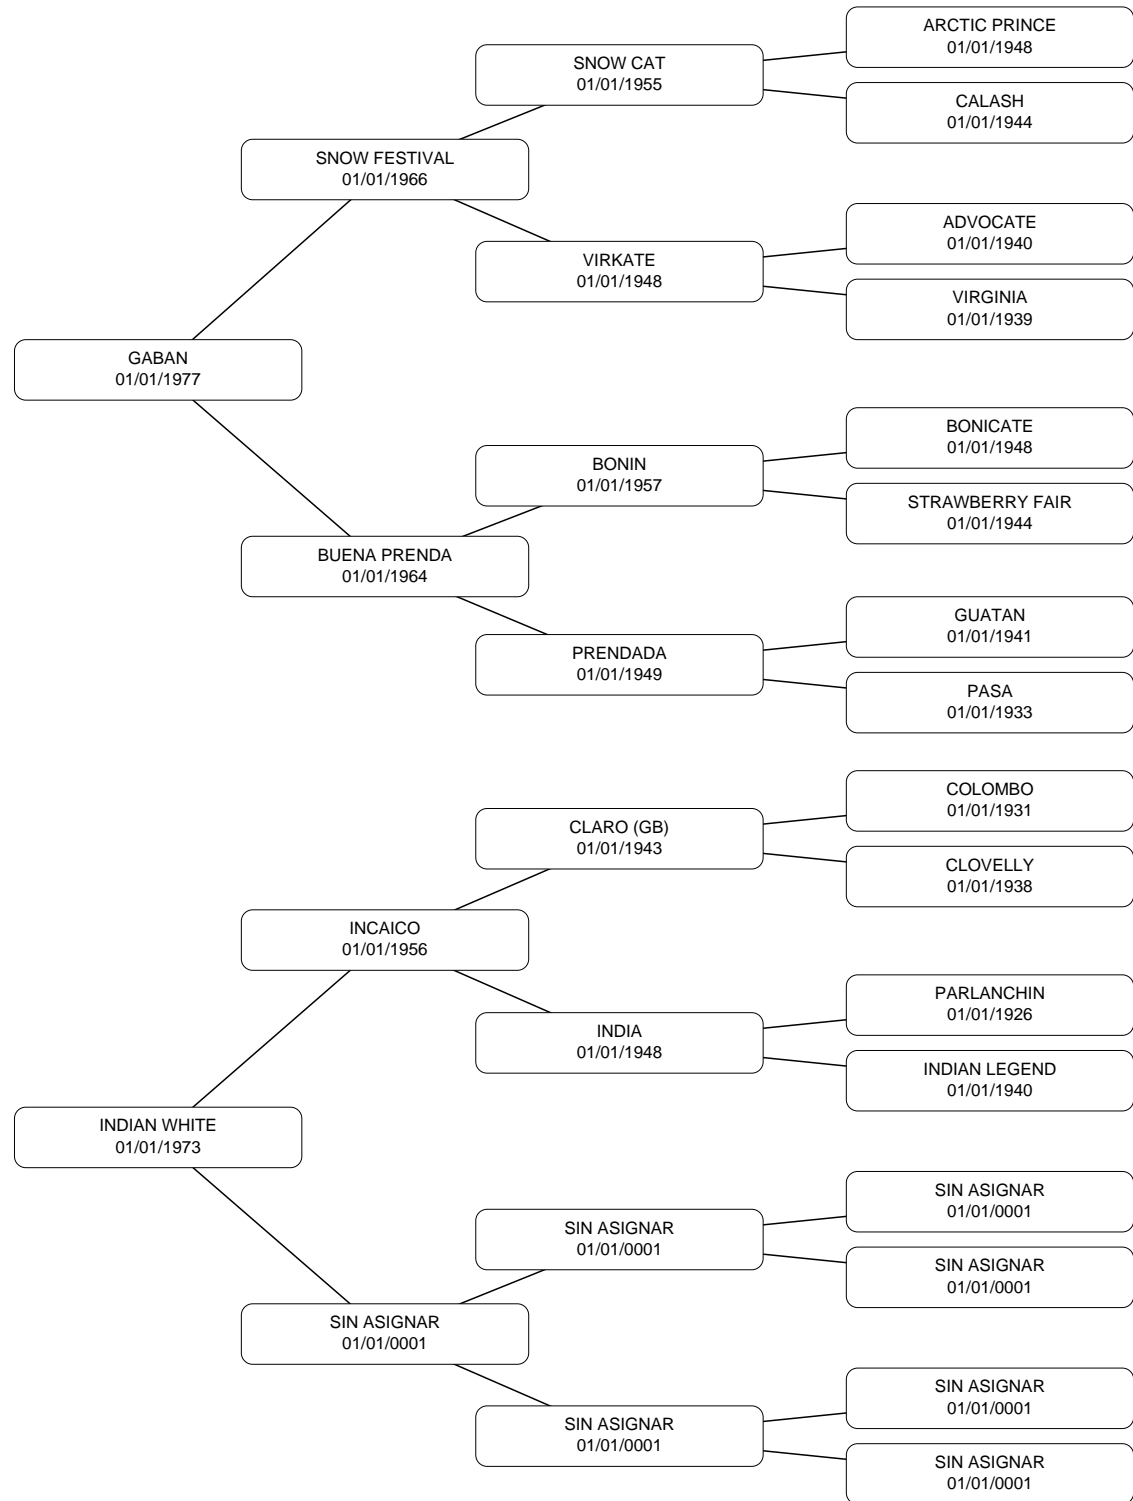 ARCTIC PRINCE
01/01/1948
SNOW CAT
01/01/1955
CALASH
01/01/1944
SNOW FESTIVAL
01/01/1966
ADVOCATE
01/01/1940
VIRKATE
01/01/1948
VIRGINIA
01/01/1939
GABAN
01/01/1977
BONICATE
01/01/1948
BONIN
01/01/1957
STRAWBERRY FAIR
01/01/1944
BUENA PRENDA
01/01/1964
GUATAN
01/01/1941
PRENDADA
01/01/1949
PASA
01/01/1933
COLOMBO
01/01/1931
CLARO (GB)
01/01/1943
CLOVELLY
01/01/1938
INCAICO
01/01/1956
PARLANCHIN
01/01/1926
INDIA
01/01/1948
INDIAN LEGEND
01/01/1940
INDIAN WHITE
01/01/1973
SIN ASIGNAR
01/01/0001
SIN ASIGNAR
01/01/0001
SIN ASIGNAR
01/01/0001
SIN ASIGNAR
01/01/0001
SIN ASIGNAR
01/01/0001
SIN ASIGNAR
01/01/0001
SIN ASIGNAR
01/01/0001